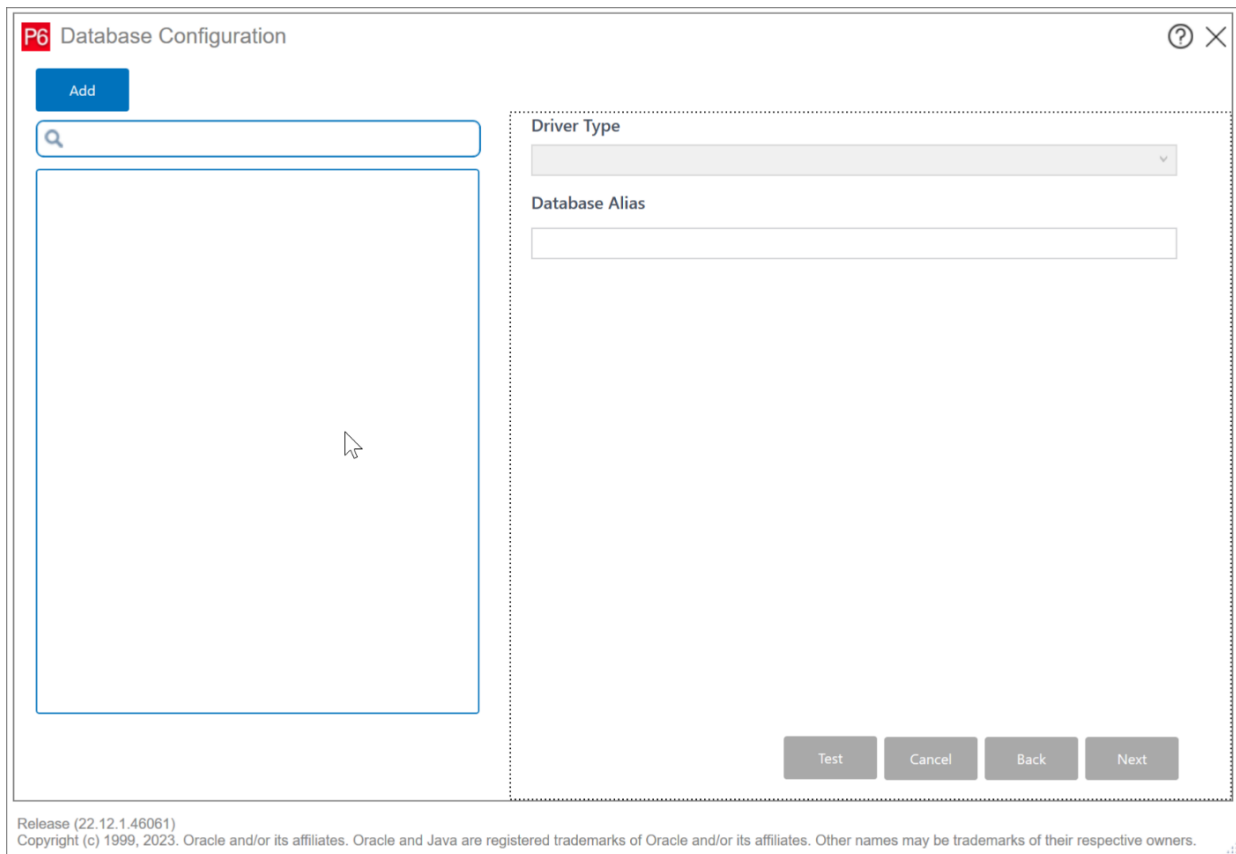 P6 Database Configuration
Add
Driver Type
Database Alias
Test Cancel Back Next
Release (22.12.1.46061)
Copyright (c) 1999, 2023. Oracle and/or its affiliates. Oracle and Java are registered trademarks of Oracle and/or its affiliates. Other names may be trademarks of their respective owners.